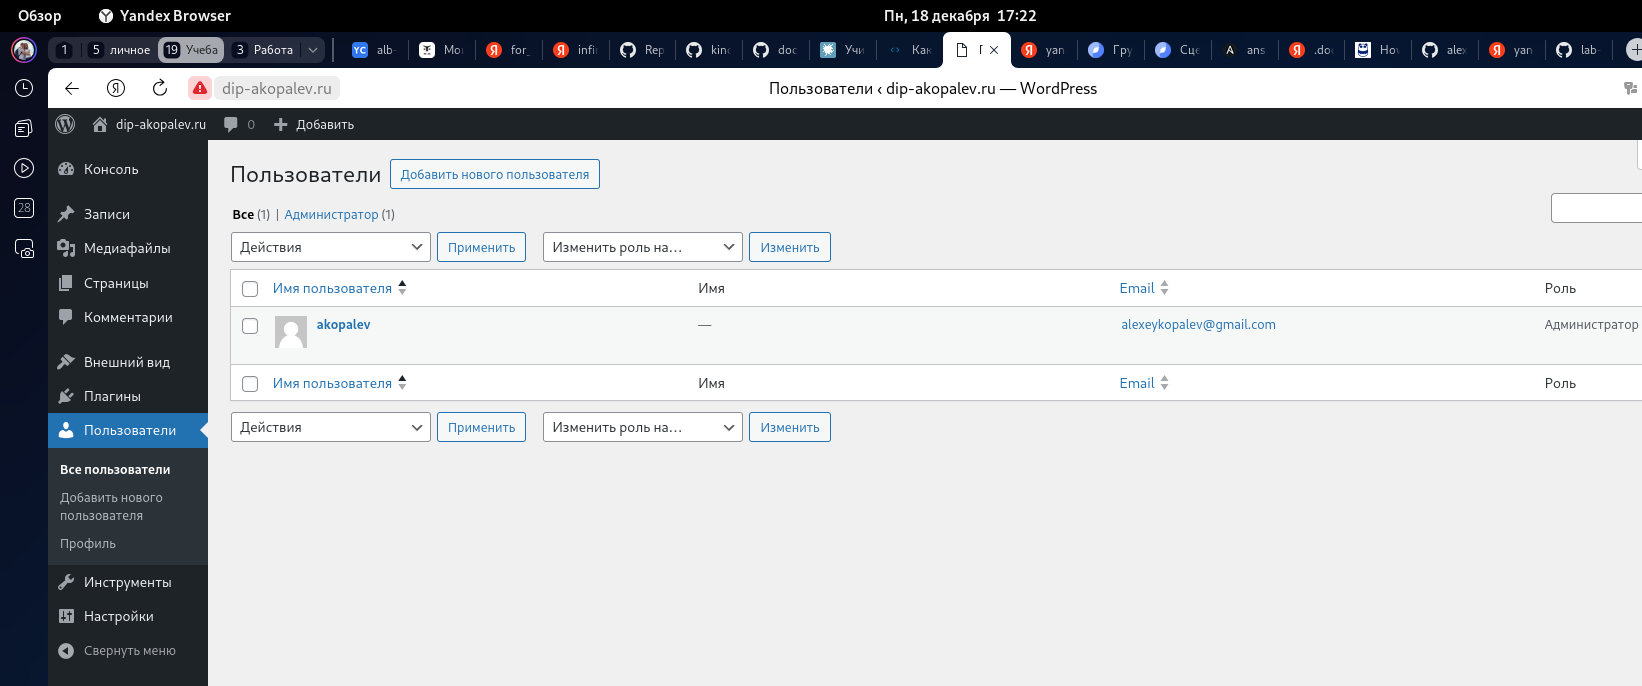 Обзор Yandex Browser Пн, 18 декабря 17:22
1 5 личное 19 Учеба 3 Работа alb- for_ infi Rep kinc doc Учи Как yan Гру Сце ans .doc Hov alex yan lab-
dip-akopalev.ru Пользователи ‹ dip-akopalev.ru — WordPress
dip-akopalev.ru 0 Добавить
28
Консоль
Записи
Медиафайлы
Страницы
Комментарии
Внешний вид
Плагины
Пользователи
Все пользователи
Добавить нового
пользователя
Профиль
Инструменты
Настройки
Свернуть меню
Пользователи Добавить нового пользователя
Все (1) | Администратор (1)
Действия Применить Изменить роль на... Изменить
Имя пользователя Имя Email Роль
akopalev — alexeykopalev@gmail.com Администратор
Имя пользователя Имя Email Роль
Действия Применить Изменить роль на... Изменить